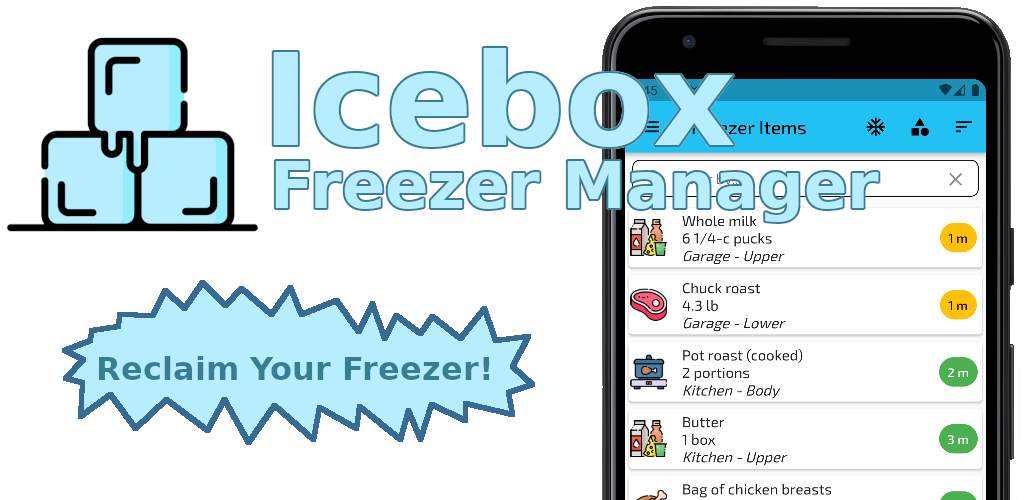 Icebox
Freezer Manager
Reclaim Your Freezer!
45
Freezer Items
Whole milk
6 1/4-c pucks
Garage - Upper
1 m
Chuck roast
4.3 lb
Garage - Lower
1 m
Pot roast (cooked)
2 portions
Kitchen - Body
2 m
Butter
1 box
Kitchen - Upper
3 m
Bag of chicken breasts